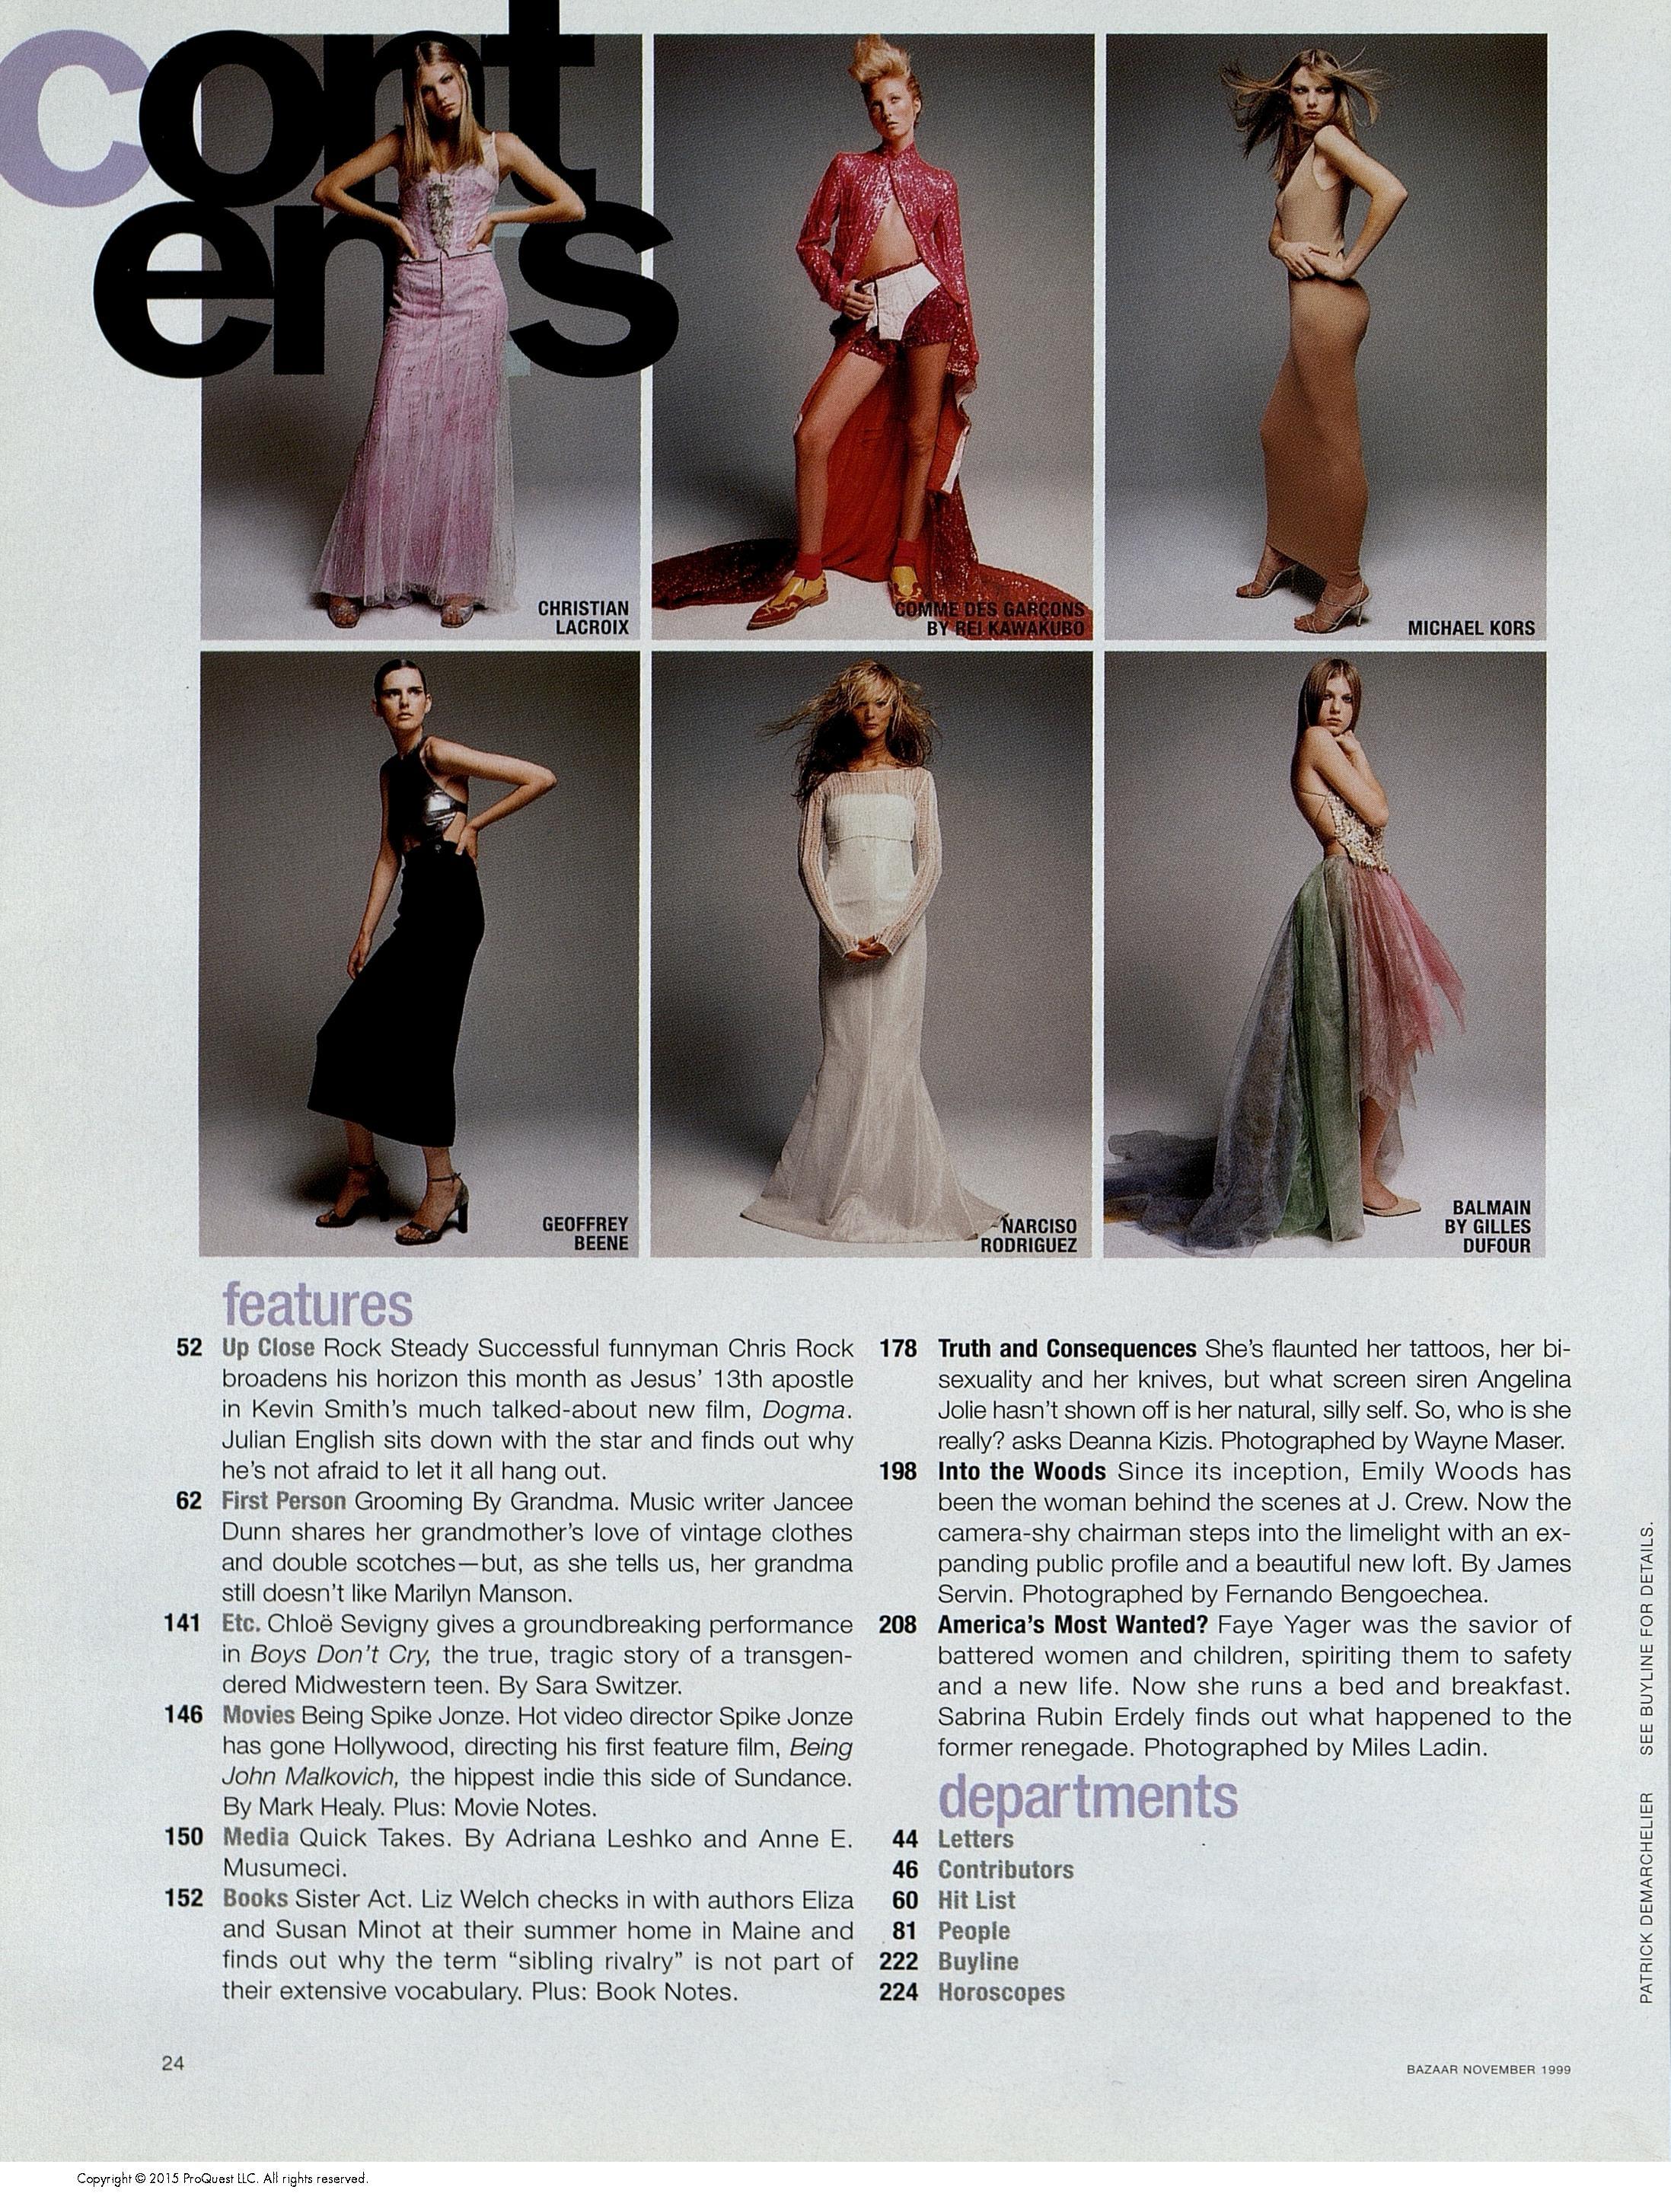 cont
ents
CHRISTIAN
LACROIX
COMME DES GARÇONS
BY REI KAWAKUBO
MICHAEL KORS
GEOFFREY
BEENE
NARCISO
RODRIGUEZ
BALMAIN
BY GILLES
DUFOUR
features
52 Up Close Rock Steady Successful funnyman Chris Rock
broadens his horizon this month as Jesus' 13th apostle
in Kevin Smith's much talked-about new film, Dogma.
Julian English sits down with the star and finds out why
he's not afraid to let it all hang out.
62 First Person Grooming By Grandma. Music writer Jancee
Dunn shares her grandmother's love of vintage clothes
and double scotches—but, as she tells us, her grandma
still doesn't like Marilyn Manson.
141 Etc. Chloë Sevigny gives a groundbreaking performance
in Boys Don't Cry, the true, tragic story of a transgen-
dered Midwestern teen. By Sara Switzer.
146 Movies Being Spike Jonze. Hot video director Spike Jonze
has gone Hollywood, directing his first feature film, Being
John Malkovich, the hippest indie this side of Sundance.
By Mark Healy. Plus: Movie Notes.
150 Media Quick Takes. By Adriana Leshko and Anne E.
Musumeci.
152 Books Sister Act. Liz Welch checks in with authors Eliza
and Susan Minot at their summer home in Maine and
finds out why the term “sibling rivalry” is not part of
their extensive vocabulary. Plus: Book Notes.
178 Truth and Consequences She's flaunted her tattoos, her bi-
sexuality and her knives, but what screen siren Angelina
Jolie hasn't shown off is her natural, silly self. So, who is she
really? asks Deanna Kizis. Photographed by Wayne Maser.
198 Into the Woods Since its inception, Emily Woods has
been the woman behind the scenes at J. Crew. Now the
camera-shy chairman steps into the limelight with an ex-
panding public profile and a beautiful new loft. By James
Servin. Photographed by Fernando Bengoechea.
208 America's Most Wanted? Faye Yager was the savior of
battered women and children, spiriting them to safety
and a new life. Now she runs a bed and breakfast.
Sabrina Rubin Erdely finds out what happened to the
former renegade. Photographed by Miles Ladin.
departments
44 Letters
46 Contributors
60 Hit List
81 People
222 Buyline
224 Horoscopes
PATRICK DEMARCHELIER SEE BUYLINE FOR DETAILS.
24
BAZAAR NOVEMBER 1999
Copyright © 2015 ProQuest LLC. All rights reserved.